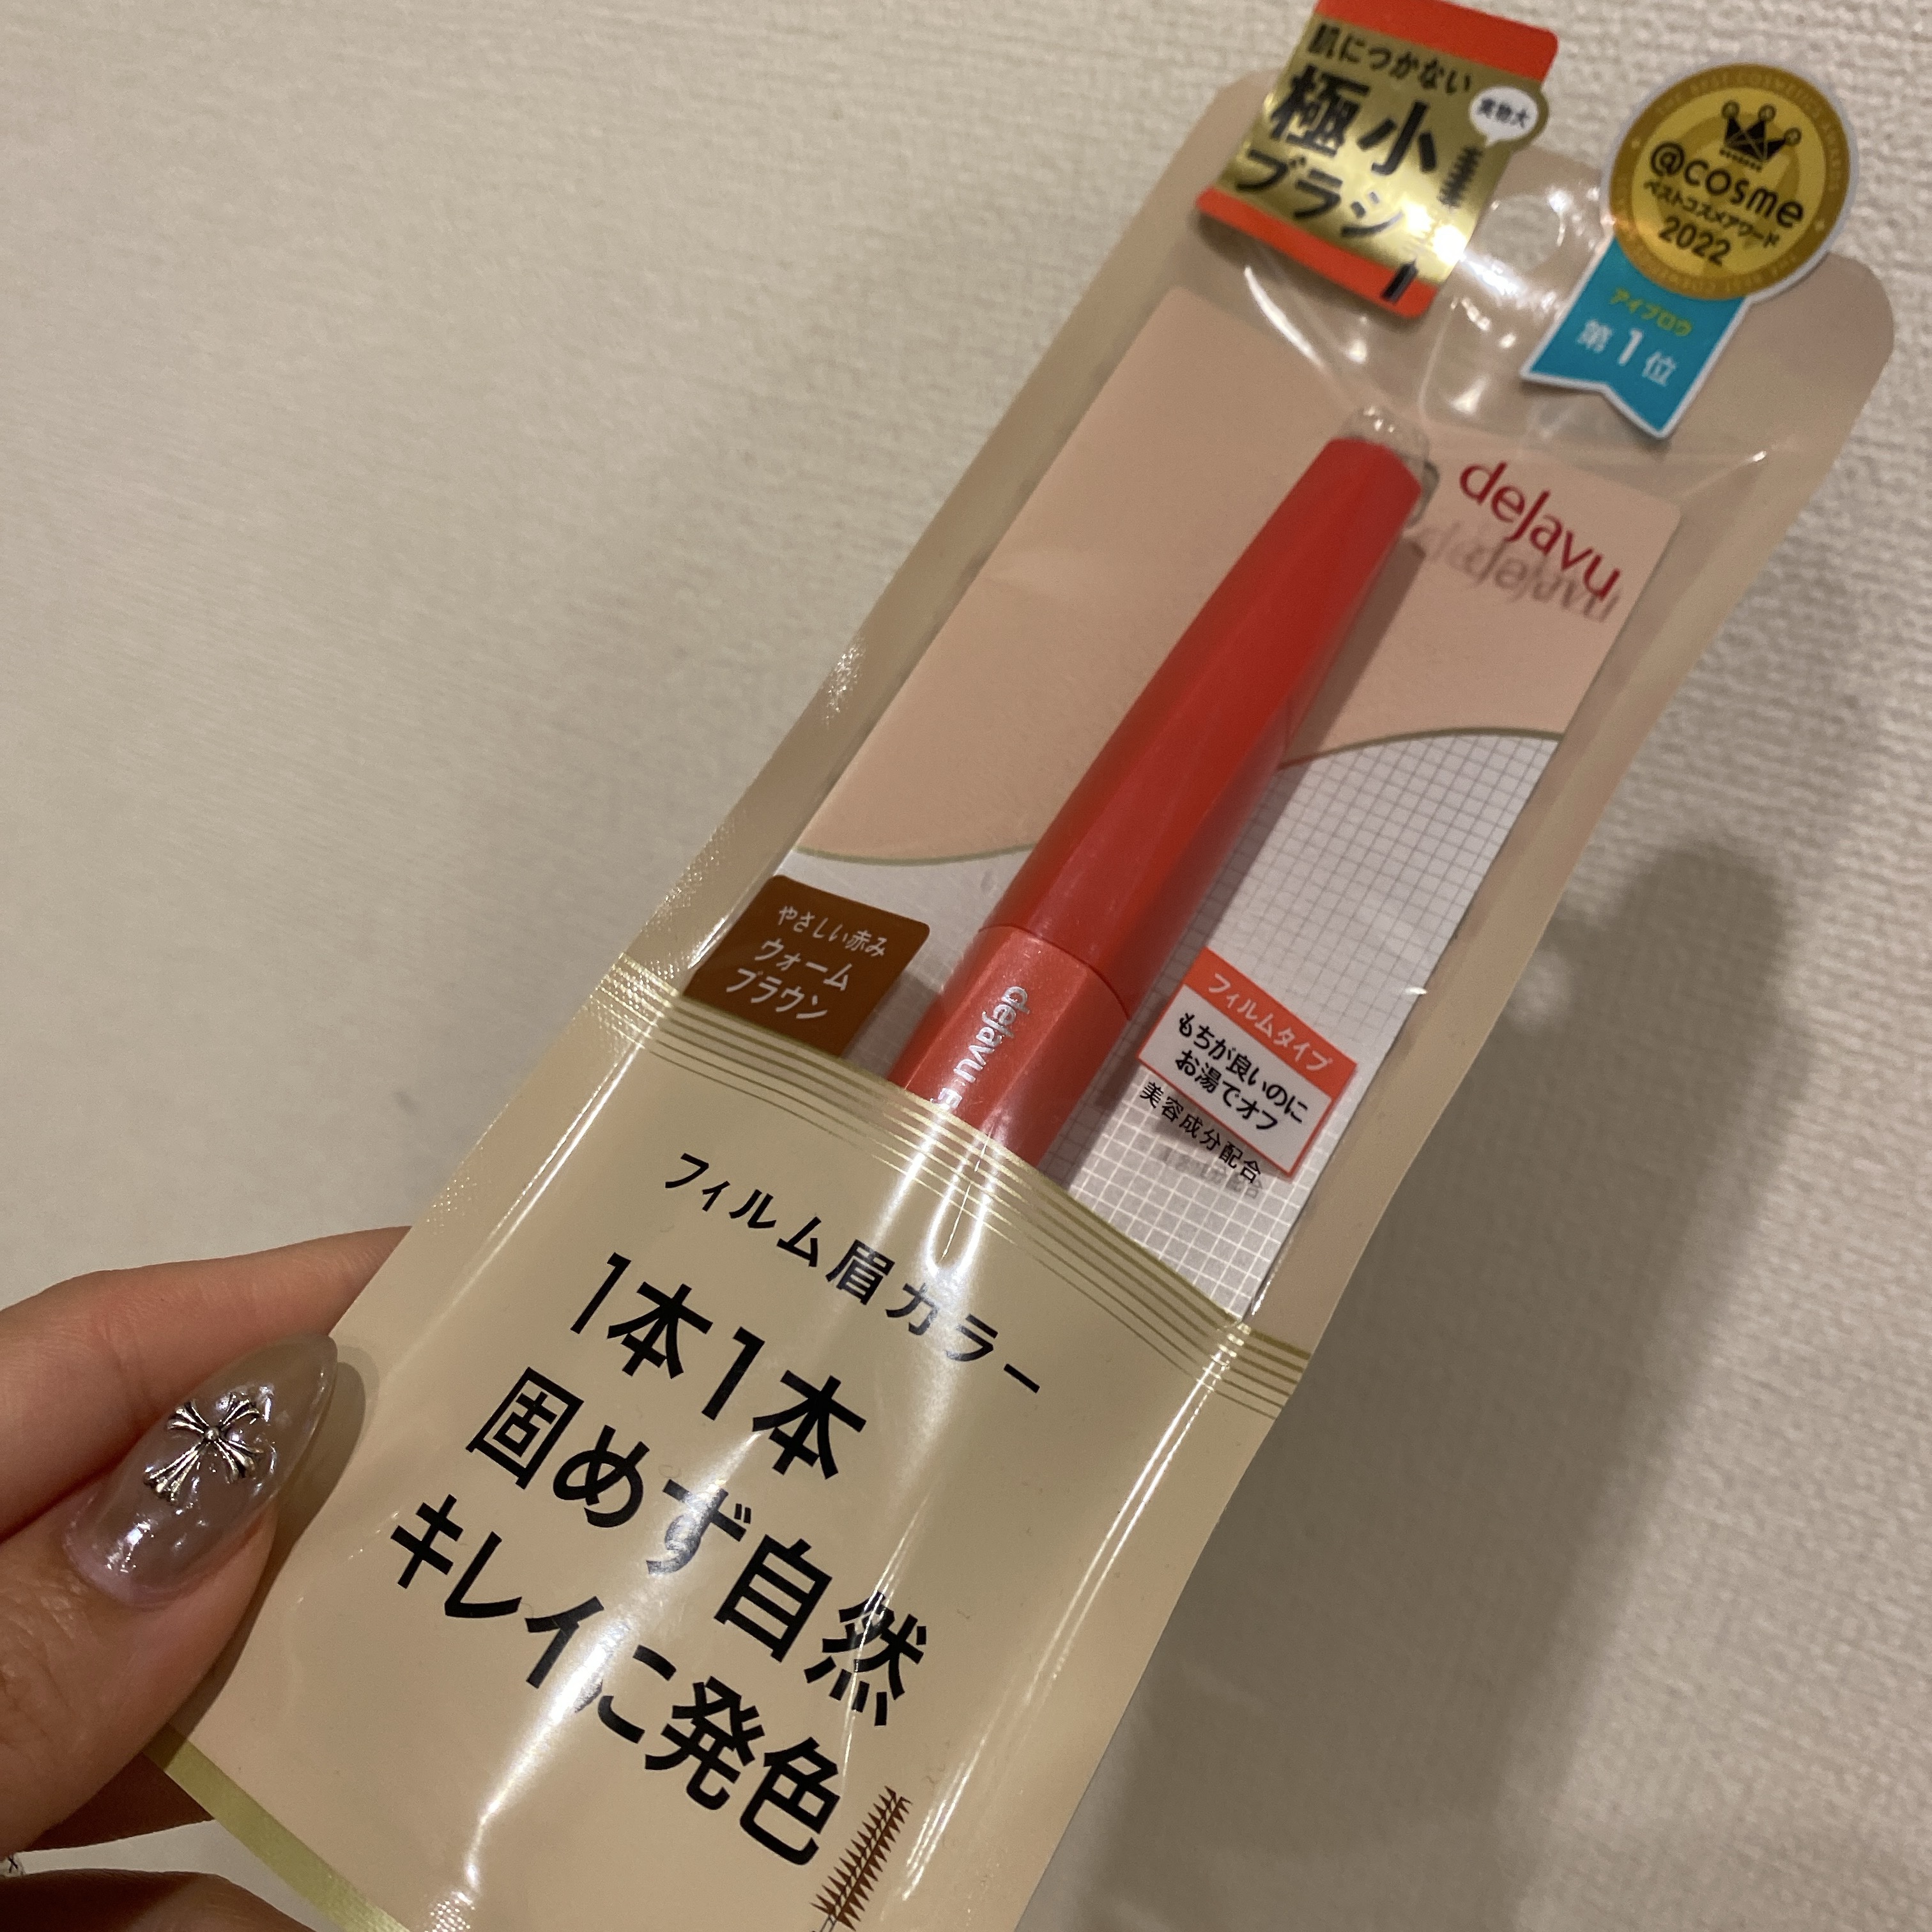 肌につかない
極小
ブラシー
実物大
@cosme
ベストコスメアワード
2022
アイブロウ
第1位
dejavu
やさしい赤み
ウォーム
ブラウン
dejavu
フィルムタイプ
もちが良いのに
お湯でオフ
美容成分配合
フィルム眉カラー
1本1本
固めず自然
キレイに発色